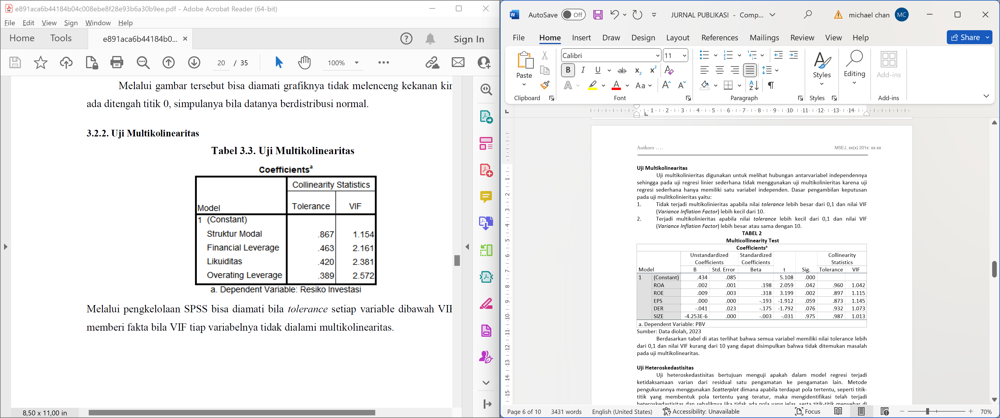 e891aca6b44184b04c008ebe8f28e93b6a30b9ee.pdf - Adobe Acrobat Reader (64-bit)
File Edit View Sign Window Help
Home Tools e891aca6b44184b0... × Sign In
20 / 35 100%
Melalui gambar tersebut bisa diamati grafiknya tidak melenceng kekanan kir
ada ditengah titik 0, simpulanya bila datanya berdistribusi normal.
3.2.2. Uji Multikolinearitas
Tabel 3.3. Uji Multikolinearitas
Coefficientsª
Collinearity Statistics
Model Tolerance VIF
1 (Constant)
Struktur Modal .867 1.154
Financial Leverage .463 2.161
Likuiditas .420 2.381
Operating Leverage .389 2.572
a. Dependent Variable: Resiko Investasi
Melalui pengkelolaan SPSS bisa diamati bila tolerance setiap variable dibawah VIF
memberi fakta bila VIF tiap variabelnya tidak dialami multikolinearitas.
8,50 x 11,00 in
AutoSave Off JURNAL PUBLIKASI - Comp... michael chan MC
File Home Insert Draw Design Layout References Mailings Review View Help Share
Paste Calibri 11 Styles Editing Add-ins
Clipboard Font Paragraph Styles Add-ins
1 2 3 4 5 6 7 8 9 10 11 12 13 14
Authors .... MSEJ, xx(x) 201x: xx-xx
Uji Multikolinearitas
Uji multikolinieritas digunakan untuk melihat hubungan antarvariabel independennya
sehingga pada uji regresi linier sederhana tidak menggunakan uji multikolinieritas karena uji
regresi sederhana hanya memiliki satu variabel independen. Dasar pengambilan keputusan
pada uji mulitkolinieritas yaitu:
1. Tidak terjadi multikolinieritas apabila nilai tolerance lebih besar dari 0,1 dan nilai VIF
(Variance Inflation Factor) lebih kecil dari 10.
2. Terjadi multikolinieritas apabila nilai tolerance lebih kecil dari 0,1 dan nilai VIF
(Variance Inflation Factor) lebih besar atau sama dengan 10.
TABEL 2
Multicollinearity Test
Coefficientsª
Unstandardized Standardized Collinearity
Coefficients Coefficients Statistics
Model B Std. Error Beta t Sig. Tolerance VIF
1 (Constant) .434 .085 5.108 .000
ROA .002 .001 .198 2.059 .042 .960 1.042
ROE .009 .003 .318 3.199 .002 .897 1.115
EPS .000 .000 -.193 -1.912 .059 .873 1.145
DER -.041 .023 -.175 -1.792 .076 .932 1.073
SIZE -4.253E-6 .000 -.003 -.031 .975 .987 1.013
a. Dependent Variable: PBV
Sumber: Data diolah, 2023
Berdasarkan tabel di atas terlihat bahwa semua variabel memiliki nilai tolerance lebih
dari 0,1 dan nilai VIF kurang dari 10 yang dapat disimpulkan bahwa tidak ditemukan masalah
pada uji multikolinearitas.
Uji Heteroskedastisitas
Uji heteroskedastisitas bertujuan menguji apakah dalam model regresi terjadi
ketidaksamaan varian dari residual satu pengamatan ke pengamatan lain. Metode
pengukurannya menggunakan Scatterplot dimana apabila terdapat pola tertentu, seperti titik-
titik yang membentuk pola tertentu yang teratur, maka mengidentifikasi telah terjadi
heteroskedastisitas dan sebaliknya jika tidak ada pola yang jelas, serta titik-titik menyebar di
1 2 3 4 5 6 7 8 9 10 11 12 13 14 15
Page 6 of 10 3431 words English (United States) Accessibility: Unavailable Focus 70%